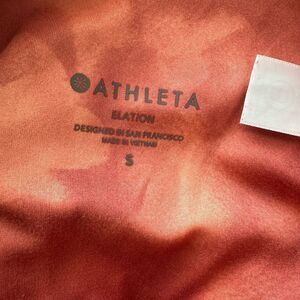 ATHLETA
ELATION
DESIGNED IN SAN FRANCISCO
MADE IN VIETNAM
S